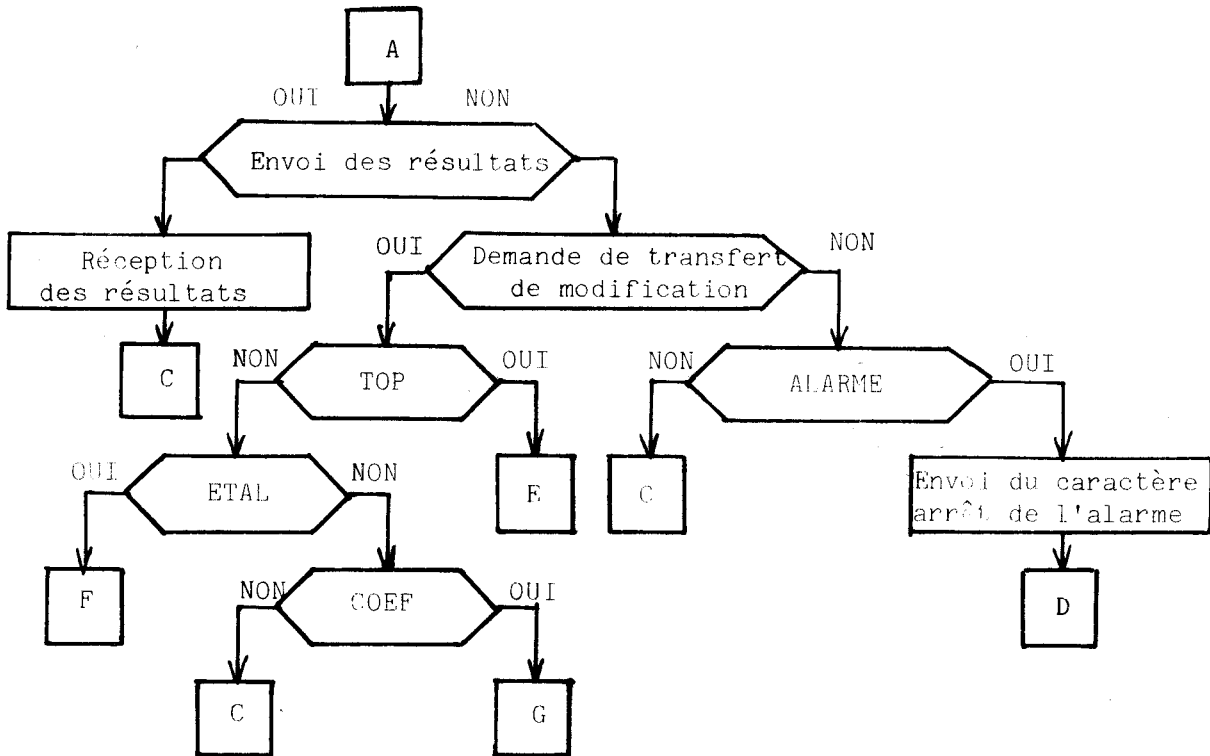 A
OUI NON
Envoi des résultats
Réception
des résultats
OUI
Demande de transfert
de modification
NON
C
NON
TOP
OUI
NON
ALARME
OUI
OUI
ETAL
NON
E
C
Envoi du caractère
arrêt de l'alarme
F
NON
COEF
OUI
D
C
G